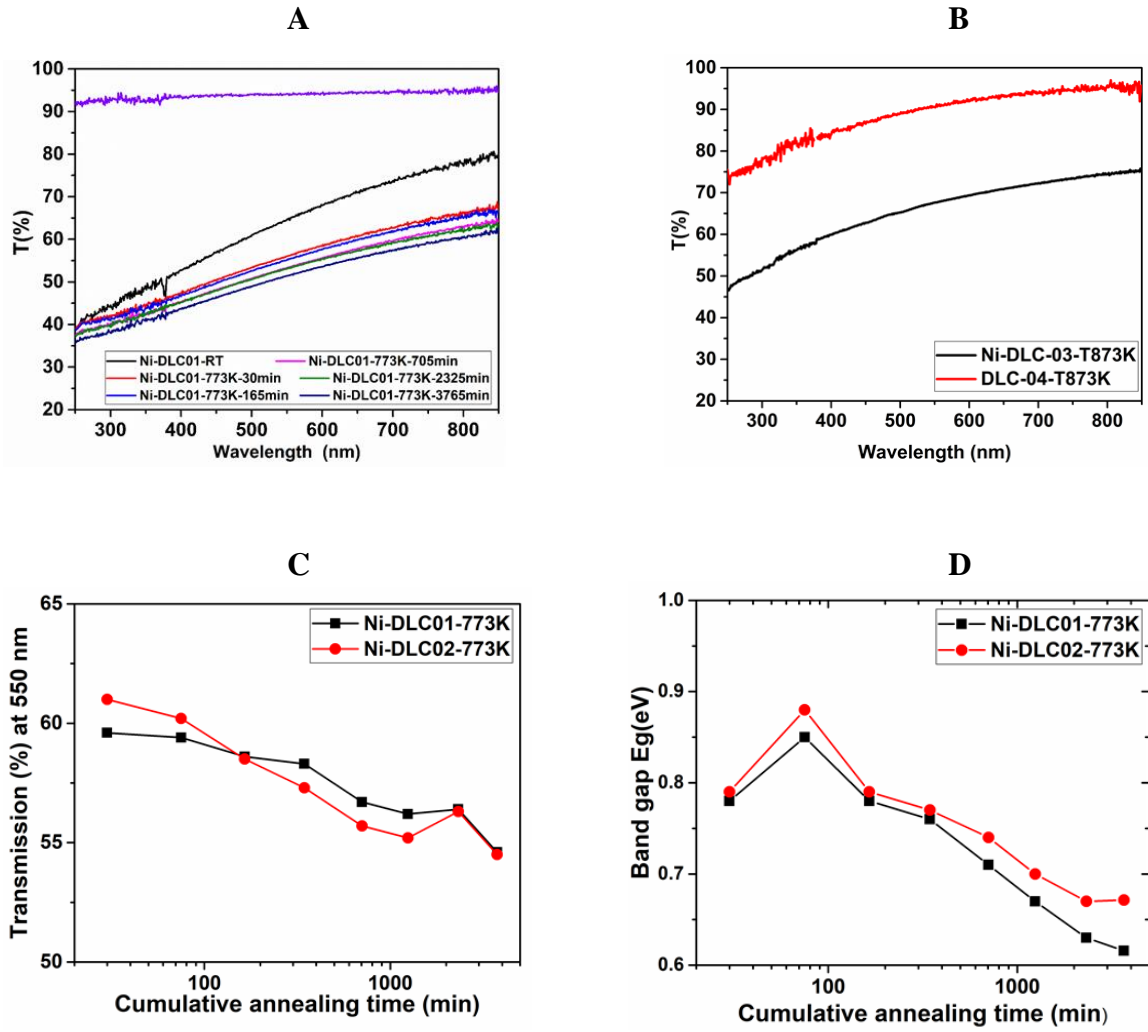 A
100
90
80
70
60
50
40
30
20
T(%)
300 400 500 600 700 800
Wavelength (nm)
Ni-DLC01-RT
Ni-DLC01-773K-30min
Ni-DLC01-773K-165min
Ni-DLC01-773K-705min
Ni-DLC01-773K-2325min
Ni-DLC01-773K-3765min
B
100
90
80
70
60
50
40
30
20
T(%)
300 400 500 600 700 800
Wavelength (nm)
Ni-DLC-03-T873K
DLC-04-T873K
C
65
60
55
50
Transmission (%) at 550 nm
100 1000
Cumulative annealing time (min)
Ni-DLC01-773K
Ni-DLC02-773K
D
1.0
0.9
0.8
0.7
0.6
Band gap Eg(eV)
100 1000
Cumulative annealing time (min)
Ni-DLC01-773K
Ni-DLC02-773K